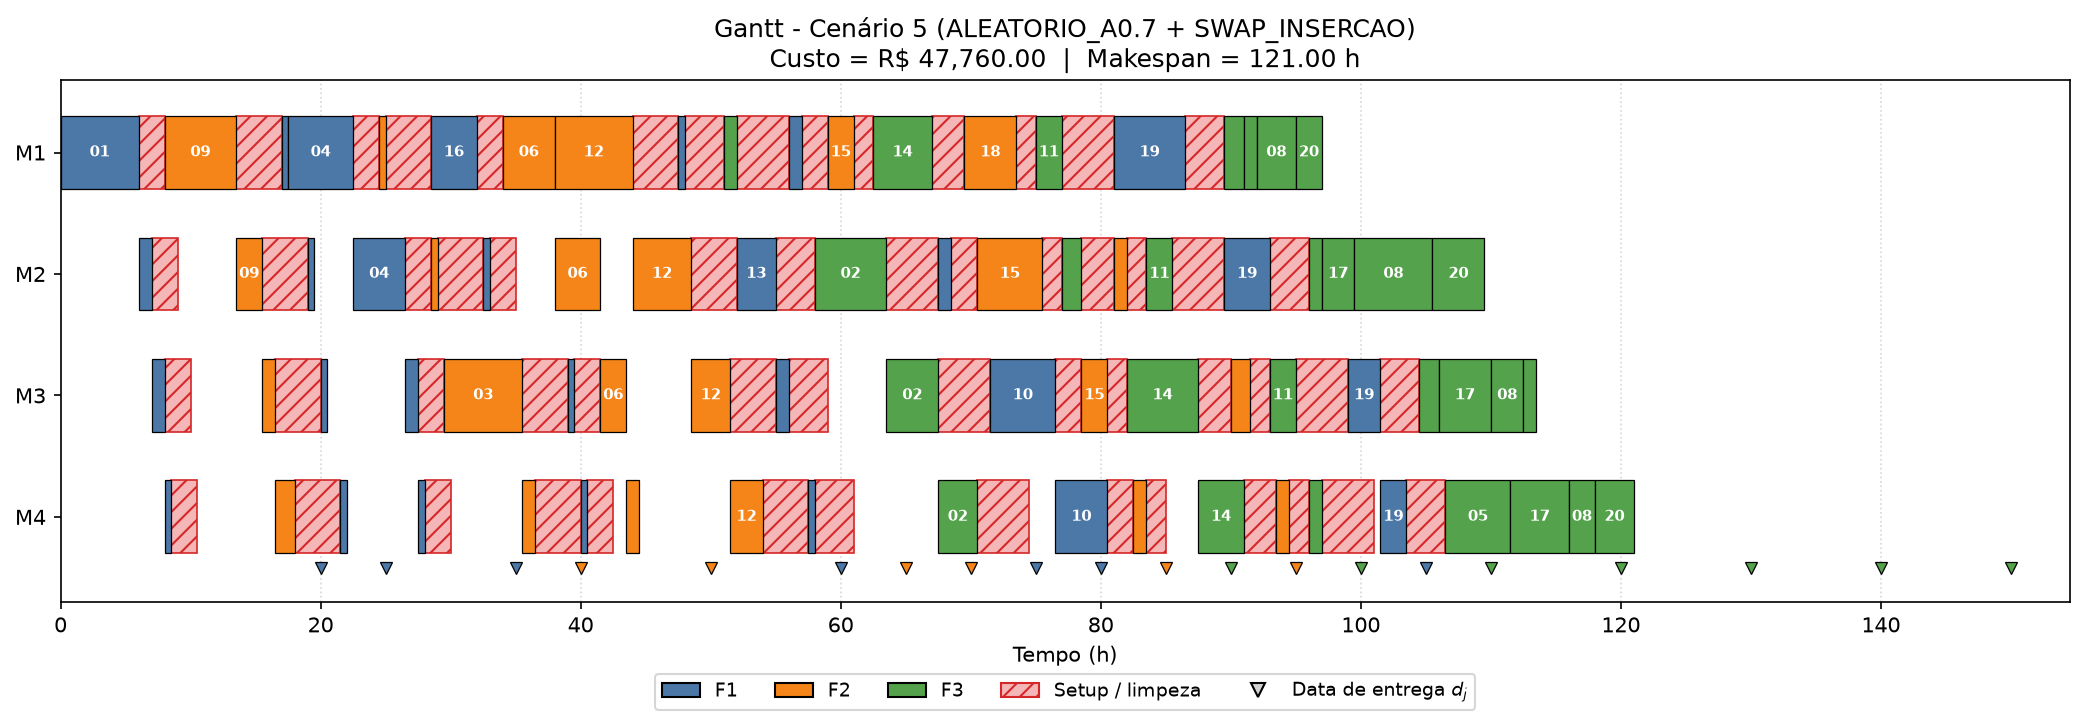 Gantt - Cenário 5 (ALEATORIO_A0.7 + SWAP_INSERCAO)
Custo = R$ 47,760.00 | Makespan = 121.00 h
M1 01 09 04 16 06 12 15 14 18 11 19 08 20
M2 09 04 06 12 13 02 15 11 19 17 08 20
M3 03 06 12 02 10 15 14 11 19 17 08
M4 12 02 10 14 19 05 17 08 20
0 20 40 60 80 100 120 140
Tempo (h)
F1 F2 F3 Setup / limpeza Data de entrega dj